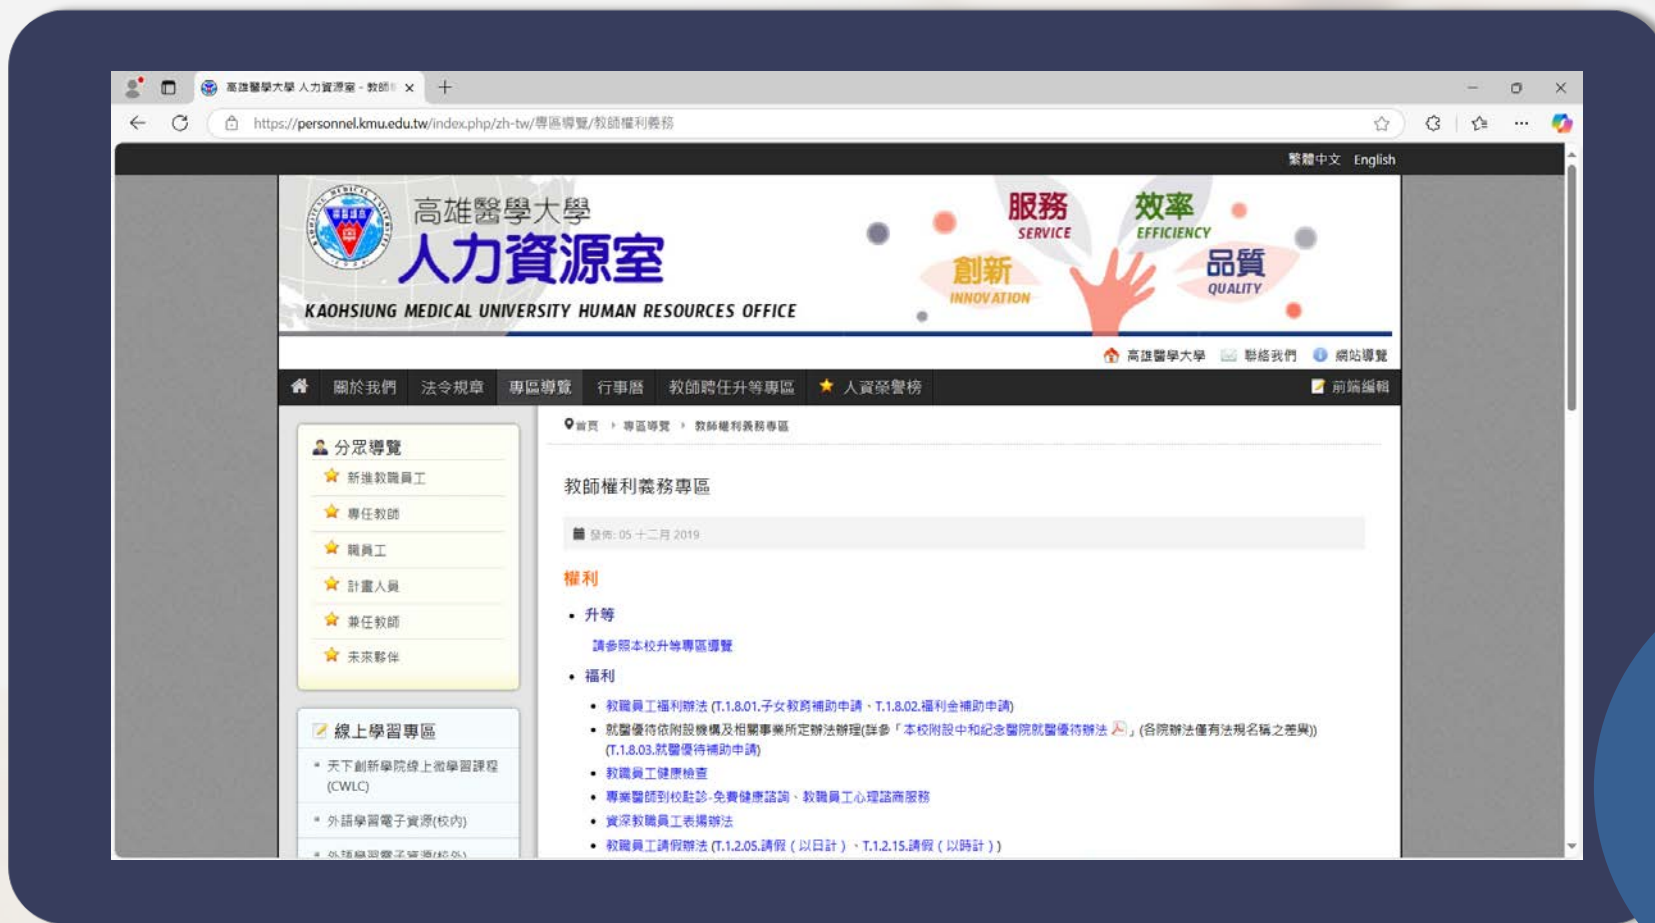 高雄醫學大學 人力資源室 - 教師
https://personnel.kmu.edu.tw/index.php/zh-tw/專區導覽/教師權利義務
繁體中文 English
高雄醫學大學
人力資源室
KAOHSIUNG MEDICAL UNIVERSITY HUMAN RESOURCES OFFICE
服務
SERVICE
效率
EFFICIENCY
創新
INNOVATION
品質
QUALITY
高雄醫學大學 聯絡我們 網站導覽
關於我們 法令規章 專區導覽 行事曆 教師聘任升等專區 人資榮譽榜 前端編輯
分眾導覽
新進教職員工
專任教師
職員工
計畫人員
兼任教師
未來夥伴
線上學習專區
天下創新學院線上微學習課程
(CWLC)
外語學習電子資源(校內)
外語學習電子資源(校外)
首頁 專區導覽 教師權利義務專區
教師權利義務專區
發佈: 05 十二月 2019
權利
• 升等
請參照本校升等專區導覽
• 福利
• 教職員工福利辦法 (T.1.8.01.子女教育補助申請、T.1.8.02.福利金補助申請)
• 就醫優待依附設機構及相關事業所定辦法辦理(詳參「本校附設中和紀念醫院就醫優待辦法 」(各院辦法僅有法規名稱之差異))
(T.1.8.03.就醫優待補助申請)
• 教職員工健康檢查
• 專業醫師到校駐診-免費健康諮詢、教職員工心理諮商服務
• 資深教職員工表揚辦法
• 教職員工請假辦法 (T.1.2.05.請假（以日計）、T.1.2.15.請假（以時計）)